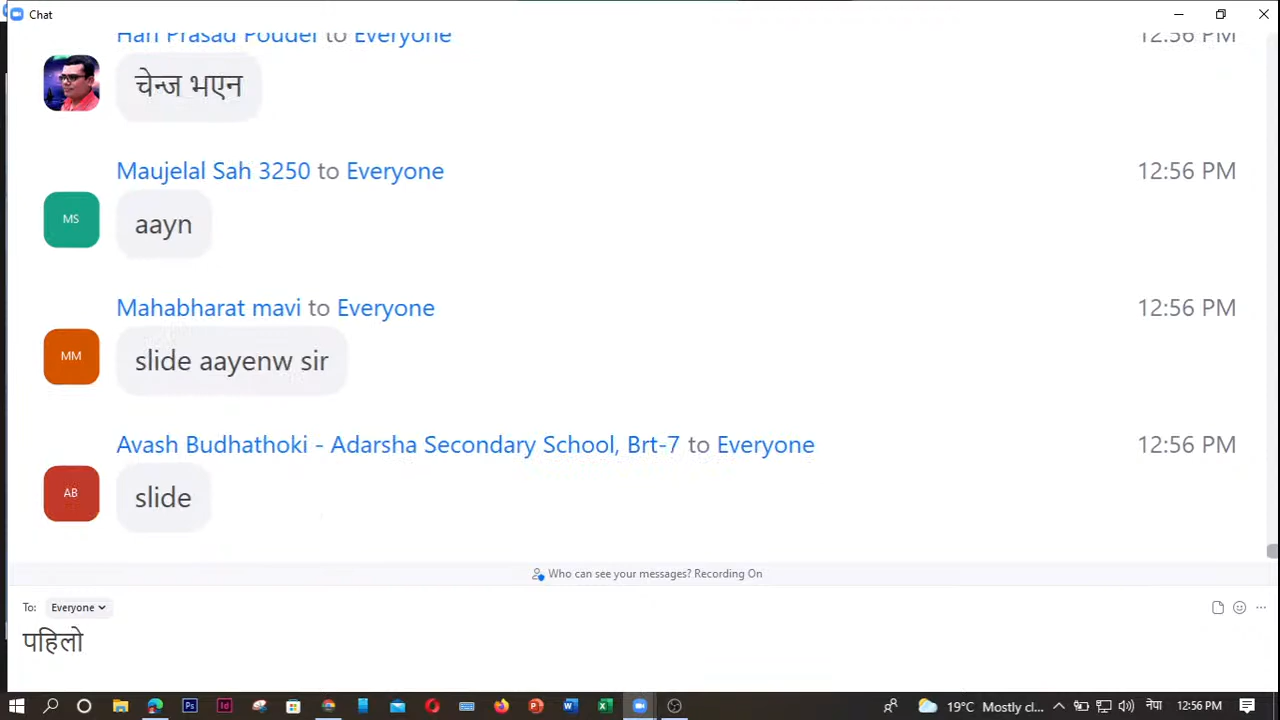 Chat
Hari Prasad Poudel to Everyone 12:56 PM
चेन्ज भएन
Maujelal Sah 3250 to Everyone 12:56 PM
MS
aayn
Mahabharat mavi to Everyone 12:56 PM
MM
slide aayenw sir
Avash Budhathoki - Adarsha Secondary School, Brt-7 to Everyone 12:56 PM
AB
slide
Who can see your messages? Recording On
To: Everyone
पहिलो
19°C Mostly cl... नेपा 12:56 PM